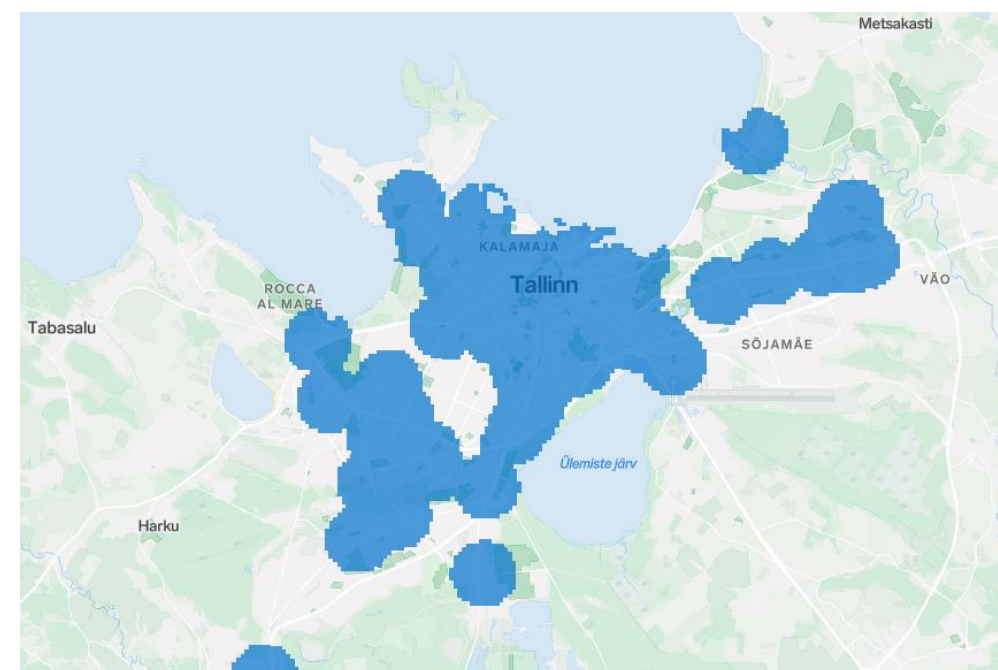 Metsakasti
KALAMAJA
Tallinn
VÄO
ROCCA
AL MARE
Tabasalu
SÕJAMÄE
Ülemiste järv
Harku